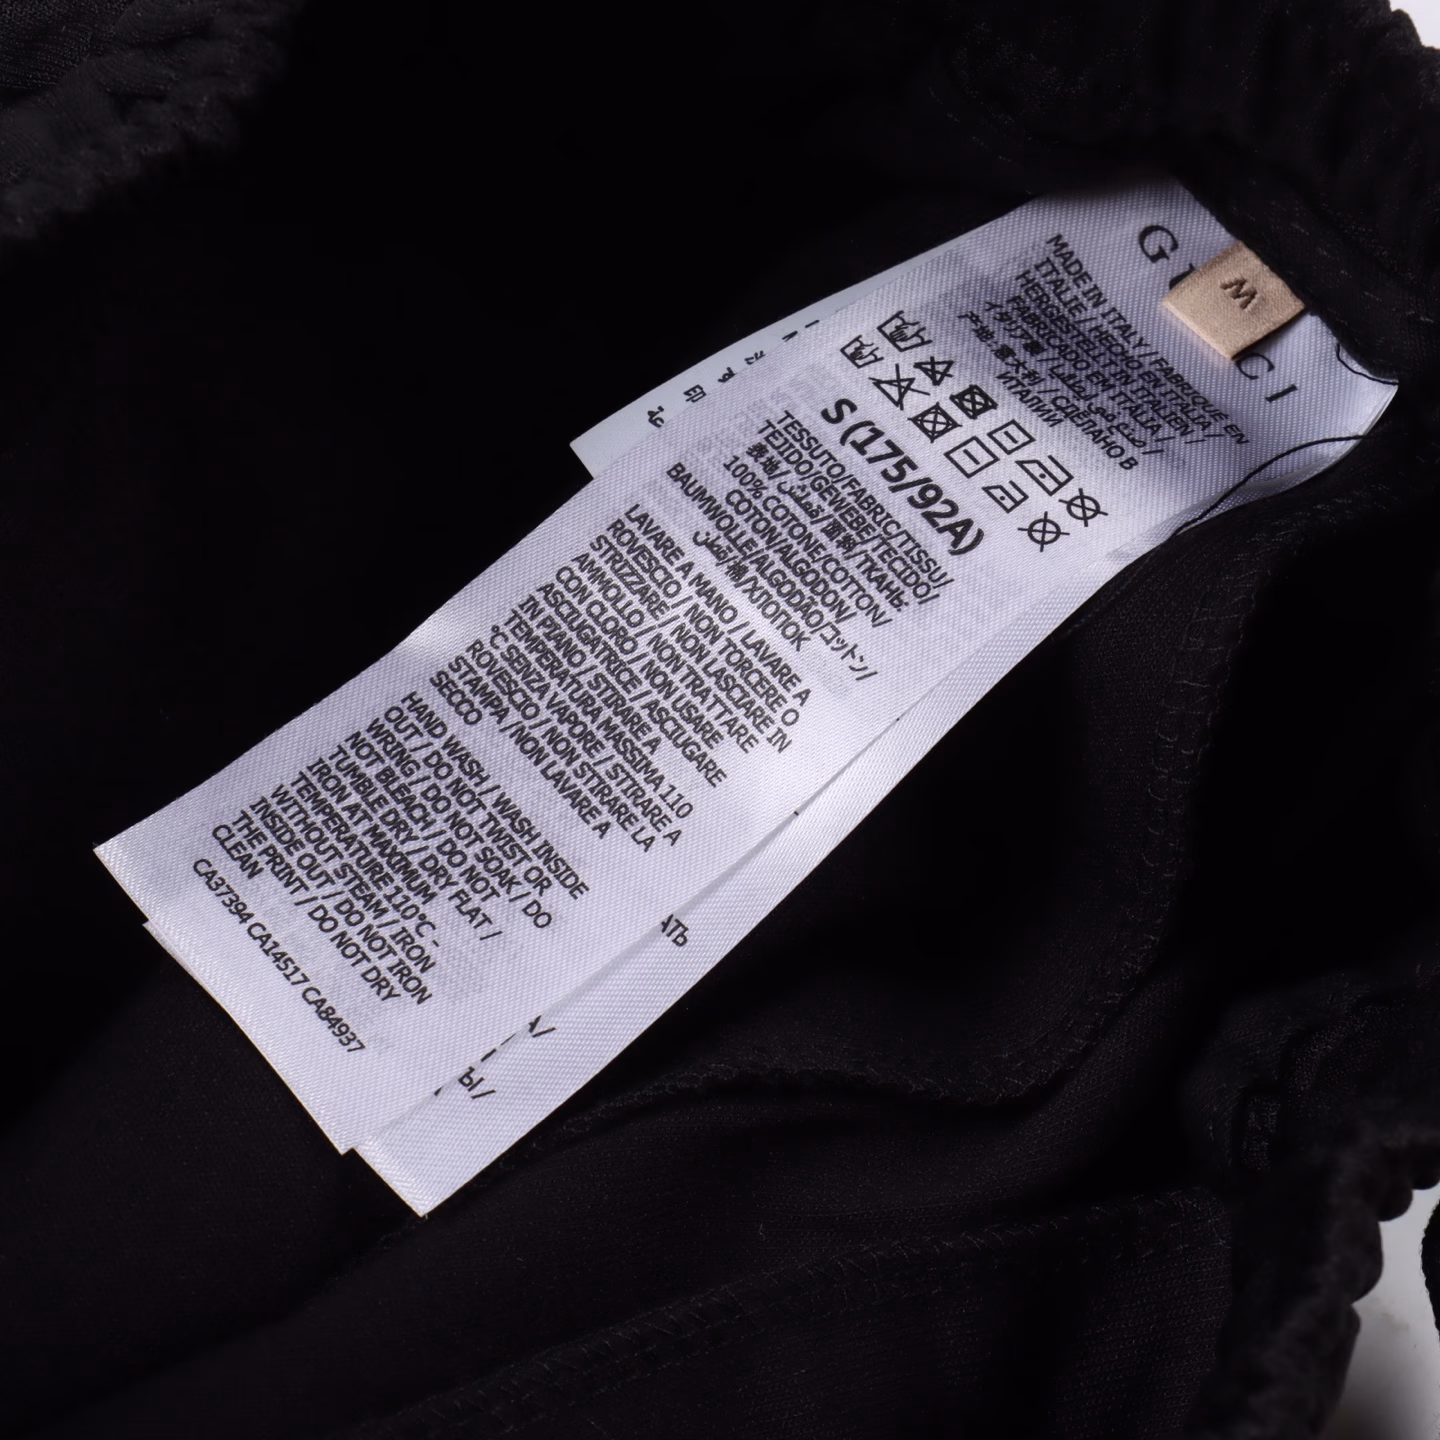 GUCCI
M
MADE IN ITALY / FABRIQUE EN
ITALIE / HECHO EN ITALIA /
HERGESTELLT IN ITALIEN /
FABRICADO EM ITALIA /
イタリア製 / صنع في إيطاليا /
产地:意大利 / СДЕЛАНО В
ИТАЛИИ
S (175/92A)
TESSUTO/FABRIC/TISSU/
TEJIDO/GEWEBE/TECIDO/
表地/قماش/面料/ТКАНЬ:
100% COTONE/COTTON/
COTON/ALGODON/
BAUMWOLLE/ALGODÃO/コットン/
قطن/棉/ХЛОПОК
LAVARE A MANO / LAVARE A
ROVESCIO / NON TORCERE O
STRIZZARE / NON LASCIARE IN
AMMOLLO / NON TRATTARE
CON CLORO / NON USARE
ASCIUGATRICE / ASCIUGARE
IN PIANO / STIRARE A
TEMPERATURA MASSIMA 110
°C SENZA VAPORE / STIRARE A
ROVESCIO / NON STIRARE LA
STAMPA / NON LAVARE A
SECCO
HAND WASH / WASH INSIDE
OUT / DO NOT TWIST OR
WRING / DO NOT SOAK / DO
NOT BLEACH / DO NOT
TUMBLE DRY / DRY FLAT /
IRON AT MAXIMUM
TEMPERATURE 110°C -
WITHOUT STEAM / IRON
INSIDE OUT / DO NOT IRON
THE PRINT / DO NOT DRY
CLEAN
CA37394 CA14517 CA84937
印
АТЬ
А/
Ы /